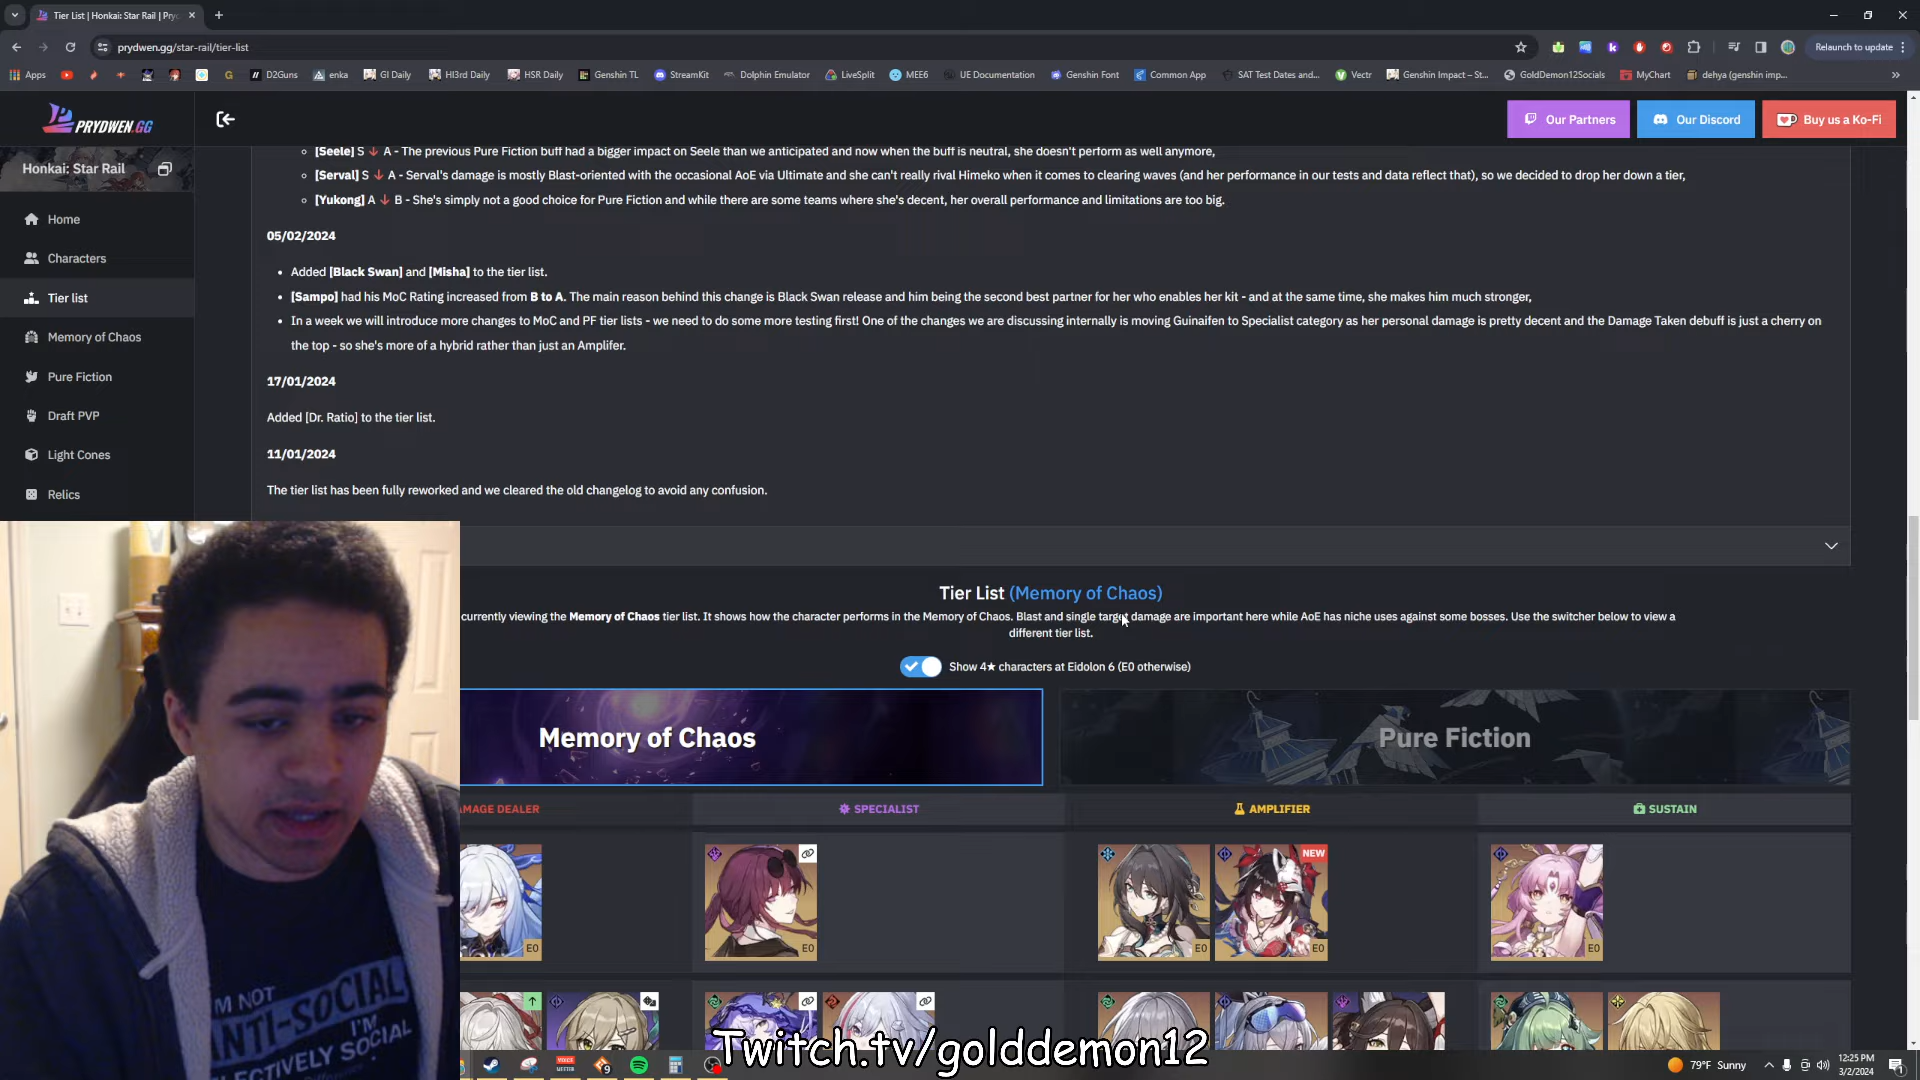 Tier List | Honkai: Star Rail | Pry
prydwen.gg/star-rail/tier-list
Relaunch to update
Apps
D2Guns
enka
GI Daily
HI3rd Daily
HSR Daily
Genshin TL
StreamKit
Dolphin Emulator
LiveSplit
MEE6
UE Documentation
Genshin Font
Common App
SAT Test Dates and...
Vectr
Genshin Impact – St...
GoldDemon12Socials
MyChart
dehya (genshin imp...
PRYDWEN.GG
Our Partners
Our Discord
Buy us a Ko-Fi
Honkai: Star Rail
Home
Characters
Tier list
Memory of Chaos
Pure Fiction
Draft PVP
Light Cones
Relics
[Seele] S ↓ A - The previous Pure Fiction buff had a bigger impact on Seele than we anticipated and now when the buff is neutral, she doesn't perform as well anymore,
[Serval] S ↓ A - Serval's damage is mostly Blast-oriented with the occasional AoE via Ultimate and she can't really rival Himeko when it comes to clearing waves (and her performance in our tests and data reflect that), so we decided to drop her down a tier,
[Yukong] A ↓ B - She's simply not a good choice for Pure Fiction and while there are some teams where she's decent, her overall performance and limitations are too big.
05/02/2024
Added [Black Swan] and [Misha] to the tier list.
[Sampo] had his MoC Rating increased from B to A. The main reason behind this change is Black Swan release and him being the second best partner for her who enables her kit - and at the same time, she makes him much stronger,
In a week we will introduce more changes to MoC and PF tier lists - we need to do some more testing first! One of the changes we are discussing internally is moving Guinaifen to Specialist category as her personal damage is pretty decent and the Damage Taken debuff is just a cherry on
the top - so she's more of a hybrid rather than just an Amplifer.
17/01/2024
Added [Dr. Ratio] to the tier list.
11/01/2024
The tier list has been fully reworked and we cleared the old changelog to avoid any confusion.
Tier List (Memory of Chaos)
currently viewing the Memory of Chaos tier list. It shows how the character performs in the Memory of Chaos. Blast and single target damage are important here while AoE has niche uses against some bosses. Use the switcher below to view a
different tier list.
Show 4★ characters at Eidolon 6 (E0 otherwise)
Memory of Chaos
Pure Fiction
AMAGE DEALER
SPECIALIST
AMPLIFIER
SUSTAIN
NEW
E0
E0
E0
E0
E0
I'M NOT
ANTI-SOCIAL
I'M
SELECTIVELY SOCIAL
Twitch.tv/golddemon12
79°F Sunny
12:25 PM
3/2/2024